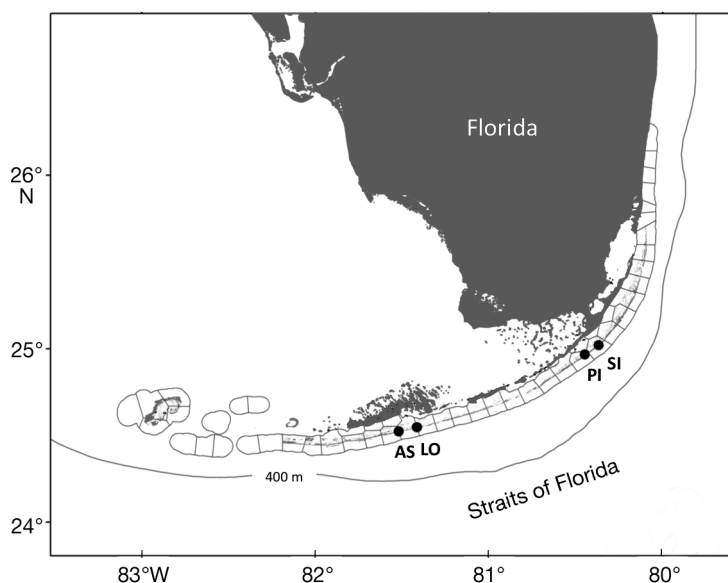 Florida
26°
N
25°
SI
PI
AS LO
400 m
Straits of Florida
24°
83°W
82°
81°
80°